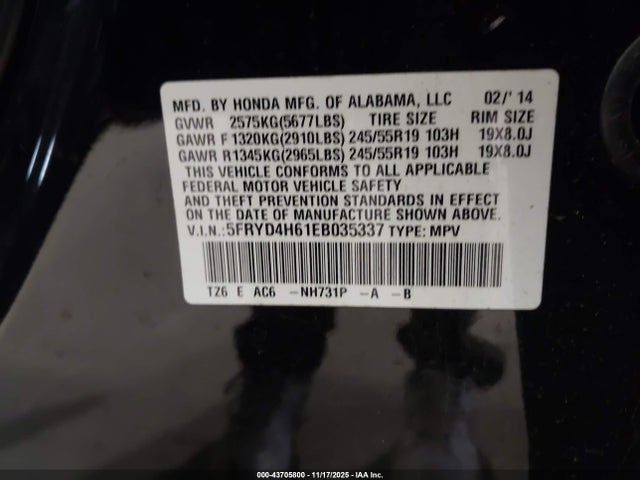 MFD. BY HONDA MFG. OF ALABAMA, LLC 02/' 14
GVWR 2575KG(5677LBS) TIRE SIZE RIM SIZE
GAWR F 1320KG(2910LBS) 245/55R19 103H 19X8.0J
GAWR R1345KG(2965LBS) 245/55R19 103H 19X8.0J
THIS VEHICLE CONFORMS TO ALL APPLICABLE
FEDERAL MOTOR VEHICLE SAFETY
AND THEFT PREVENTION STANDARDS IN EFFECT
ON THE DATE OF MANUFACTURE SHOWN ABOVE.
V.I.N.:5FRYD4H61EB035337 TYPE: MPV
TZ6 E AC6 -NH731P -A -B
000-43705800 - 11/17/2025 - IAA Inc.